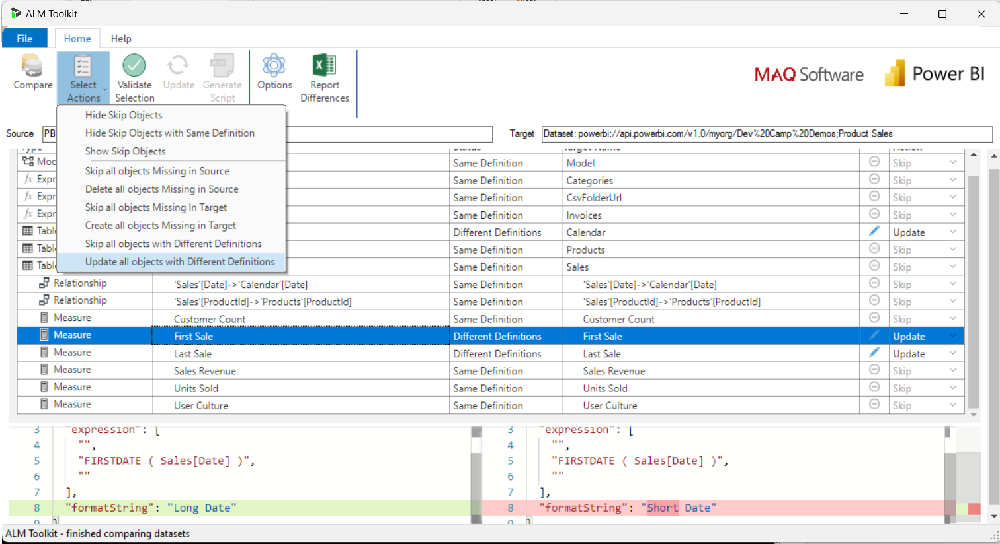 ALM Toolkit
File Home Help
Compare
Select Actions
Validate Selection
Update
Generate Script
Options
Report Differences
MAQ Software
Power BI
Hide Skip Objects
Hide Skip Objects with Same Definition
Show Skip Objects
Skip all objects Missing in Source
Delete all objects Missing in Source
Skip all objects Missing In Target
Create all objects Missing in Target
Skip all objects with Different Definitions
Update all objects with Different Definitions
Source PB
Target Dataset: powerbi://api.powerbi.com/v1.0/myorg/Dev%20Camp%20Demos;Product Sales
Type Status Target Name Action
Mod Same Definition Model Skip
fx Expr Same Definition Categories Skip
fx Expr Same Definition CsvFolderUrl Skip
fx Expr Same Definition Invoices Skip
Table Different Definitions Calendar Update
Table Same Definition Products Skip
Table Same Definition Sales Skip
Relationship 'Sales'[Date]->'Calendar'[Date] Same Definition 'Sales'[Date]->'Calendar'[Date] Skip
Relationship 'Sales'[ProductId]->'Products'[ProductId] Same Definition 'Sales'[ProductId]->'Products'[ProductId] Skip
Measure Customer Count Same Definition Customer Count Skip
Measure First Sale Different Definitions First Sale Update
Measure Last Sale Different Definitions Last Sale Update
Measure Sales Revenue Same Definition Sales Revenue Skip
Measure Units Sold Same Definition Units Sold Skip
Measure User Culture Same Definition User Culture Skip
3 "expression": [
4 "",
5 "FIRSTDATE ( Sales[Date] )",
6 ""
7 ],
8 "formatString": "Long Date"
9 }
3 "expression": [
4 "",
5 "FIRSTDATE ( Sales[Date] )",
6 ""
7 ],
8 "formatString": "Short Date"
9 }
ALM Toolkit - finished comparing datasets